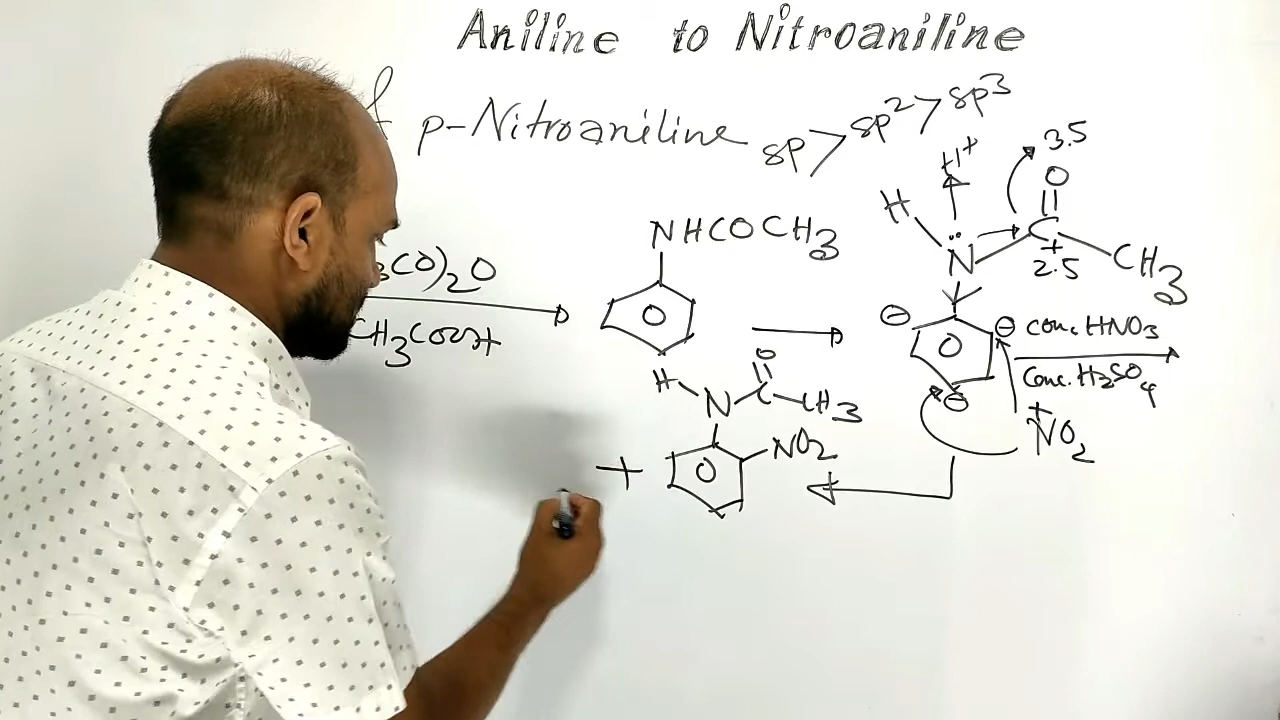 Aniline to Nitroaniline
p-Nitroaniline sp > sp² > sp³
H⁺
3.5
O
H
N̈
C
+
2.5
CH₃
NHCOCH₃
CO)₂O
CH₃COOH
⊖ ⊖ conc. HNO₃
Conc. H₂SO₄
⊖
⁺NO₂
O
H N C CH₃
+ NO₂